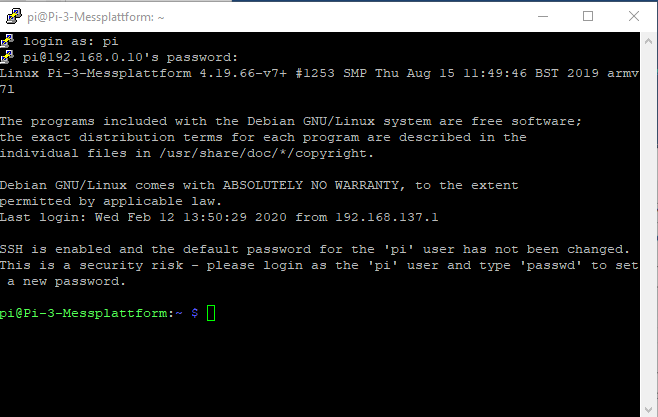 pi@Pi-3-Messplattform: ~
login as: pi
pi@192.168.0.10's password:
Linux Pi-3-Messplattform 4.19.66-v7+ #1253 SMP Thu Aug 15 11:49:46 BST 2019 armv
7l
The programs included with the Debian GNU/Linux system are free software;
the exact distribution terms for each program are described in the
individual files in /usr/share/doc/*/copyright.
Debian GNU/Linux comes with ABSOLUTELY NO WARRANTY, to the extent
permitted by applicable law.
Last login: Wed Feb 12 13:50:29 2020 from 192.168.137.1
SSH is enabled and the default password for the 'pi' user has not been changed.
This is a security risk - please login as the 'pi' user and type 'passwd' to set
 a new password.
pi@Pi-3-Messplattform:~ $